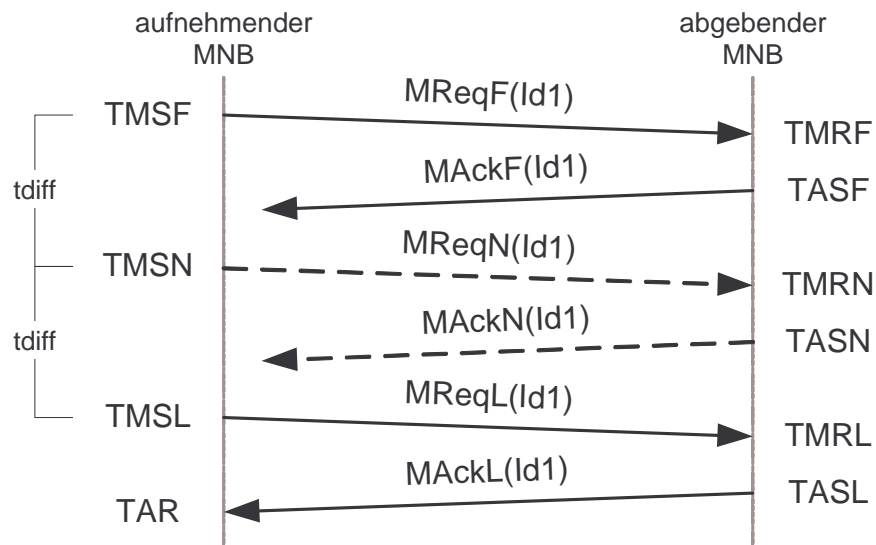 aufnehmender
MNB
abgebender
MNB
MReqF(Id1)
TMSF
TMRF
MAckF(Id1)
TASF
tdiff
MReqN(Id1)
TMSN
TMRN
MAckN(Id1)
TASN
tdiff
MReqL(Id1)
TMSL
TMRL
MAckL(Id1)
TASL
TAR